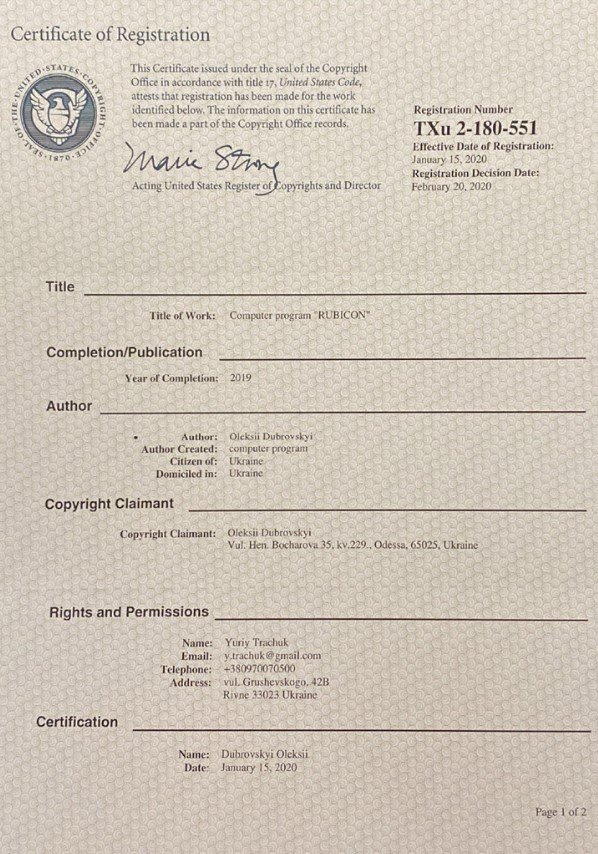 Certificate of Registration
This Certificate issued under the seal of the Copyright
Office in accordance with title 17, United States Code,
attests that registration has been made for the work
identified below. The information on this certificate has
been made a part of the Copyright Office records.
SEAL OF THE UNITED STATES COPYRIGHT OFFICE
1870
Maria Strong
Acting United States Register of Copyrights and Director
Registration Number
TXu 2-180-551
Effective Date of Registration:
January 15, 2020
Registration Decision Date:
February 20, 2020
Title
Title of Work: Computer program "RUBICON"
Completion/Publication
Year of Completion: 2019
Author
• Author: Oleksii Dubrovskyi
Author Created: computer program
Citizen of: Ukraine
Domiciled in: Ukraine
Copyright Claimant
Copyright Claimant: Oleksii Dubrovskyi
Vul. Hen. Bocharova 35, kv.229., Odessa, 65025, Ukraine
Rights and Permissions
Name: Yuriy Trachuk
Email: y.trachuk@gmail.com
Telephone: +380970070500
Address: vul. Grushevskogo, 42B
Rivne 33023 Ukraine
Certification
Name: Dubrovskyi Oleksii
Date: January 15, 2020
Page 1 of 2